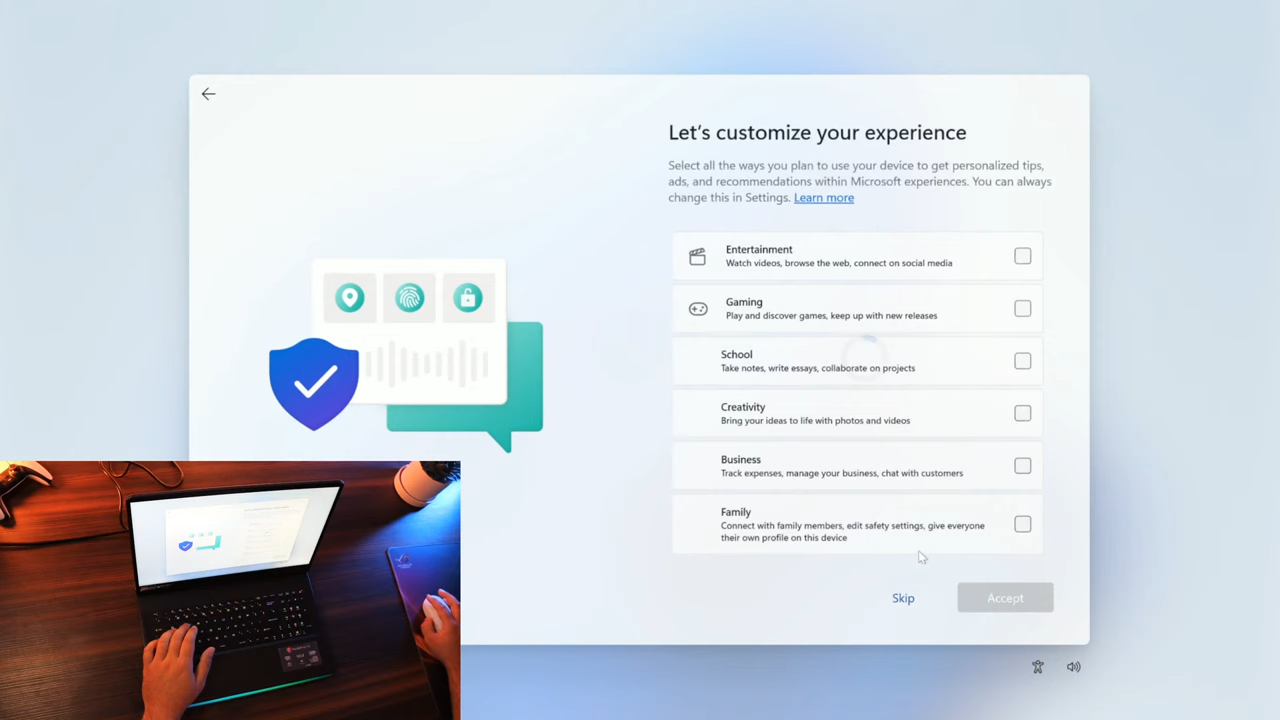 Let's customize your experience
Select all the ways you plan to use your device to get personalized tips,
ads, and recommendations within Microsoft experiences. You can always
change this in Settings. Learn more
Entertainment
Watch videos, browse the web, connect on social media
Gaming
Play and discover games, keep up with new releases
School
Take notes, write essays, collaborate on projects
Creativity
Bring your ideas to life with photos and videos
Business
Track expenses, manage your business, chat with customers
Family
Connect with family members, edit safety settings, give everyone
their own profile on this device
Skip
Accept